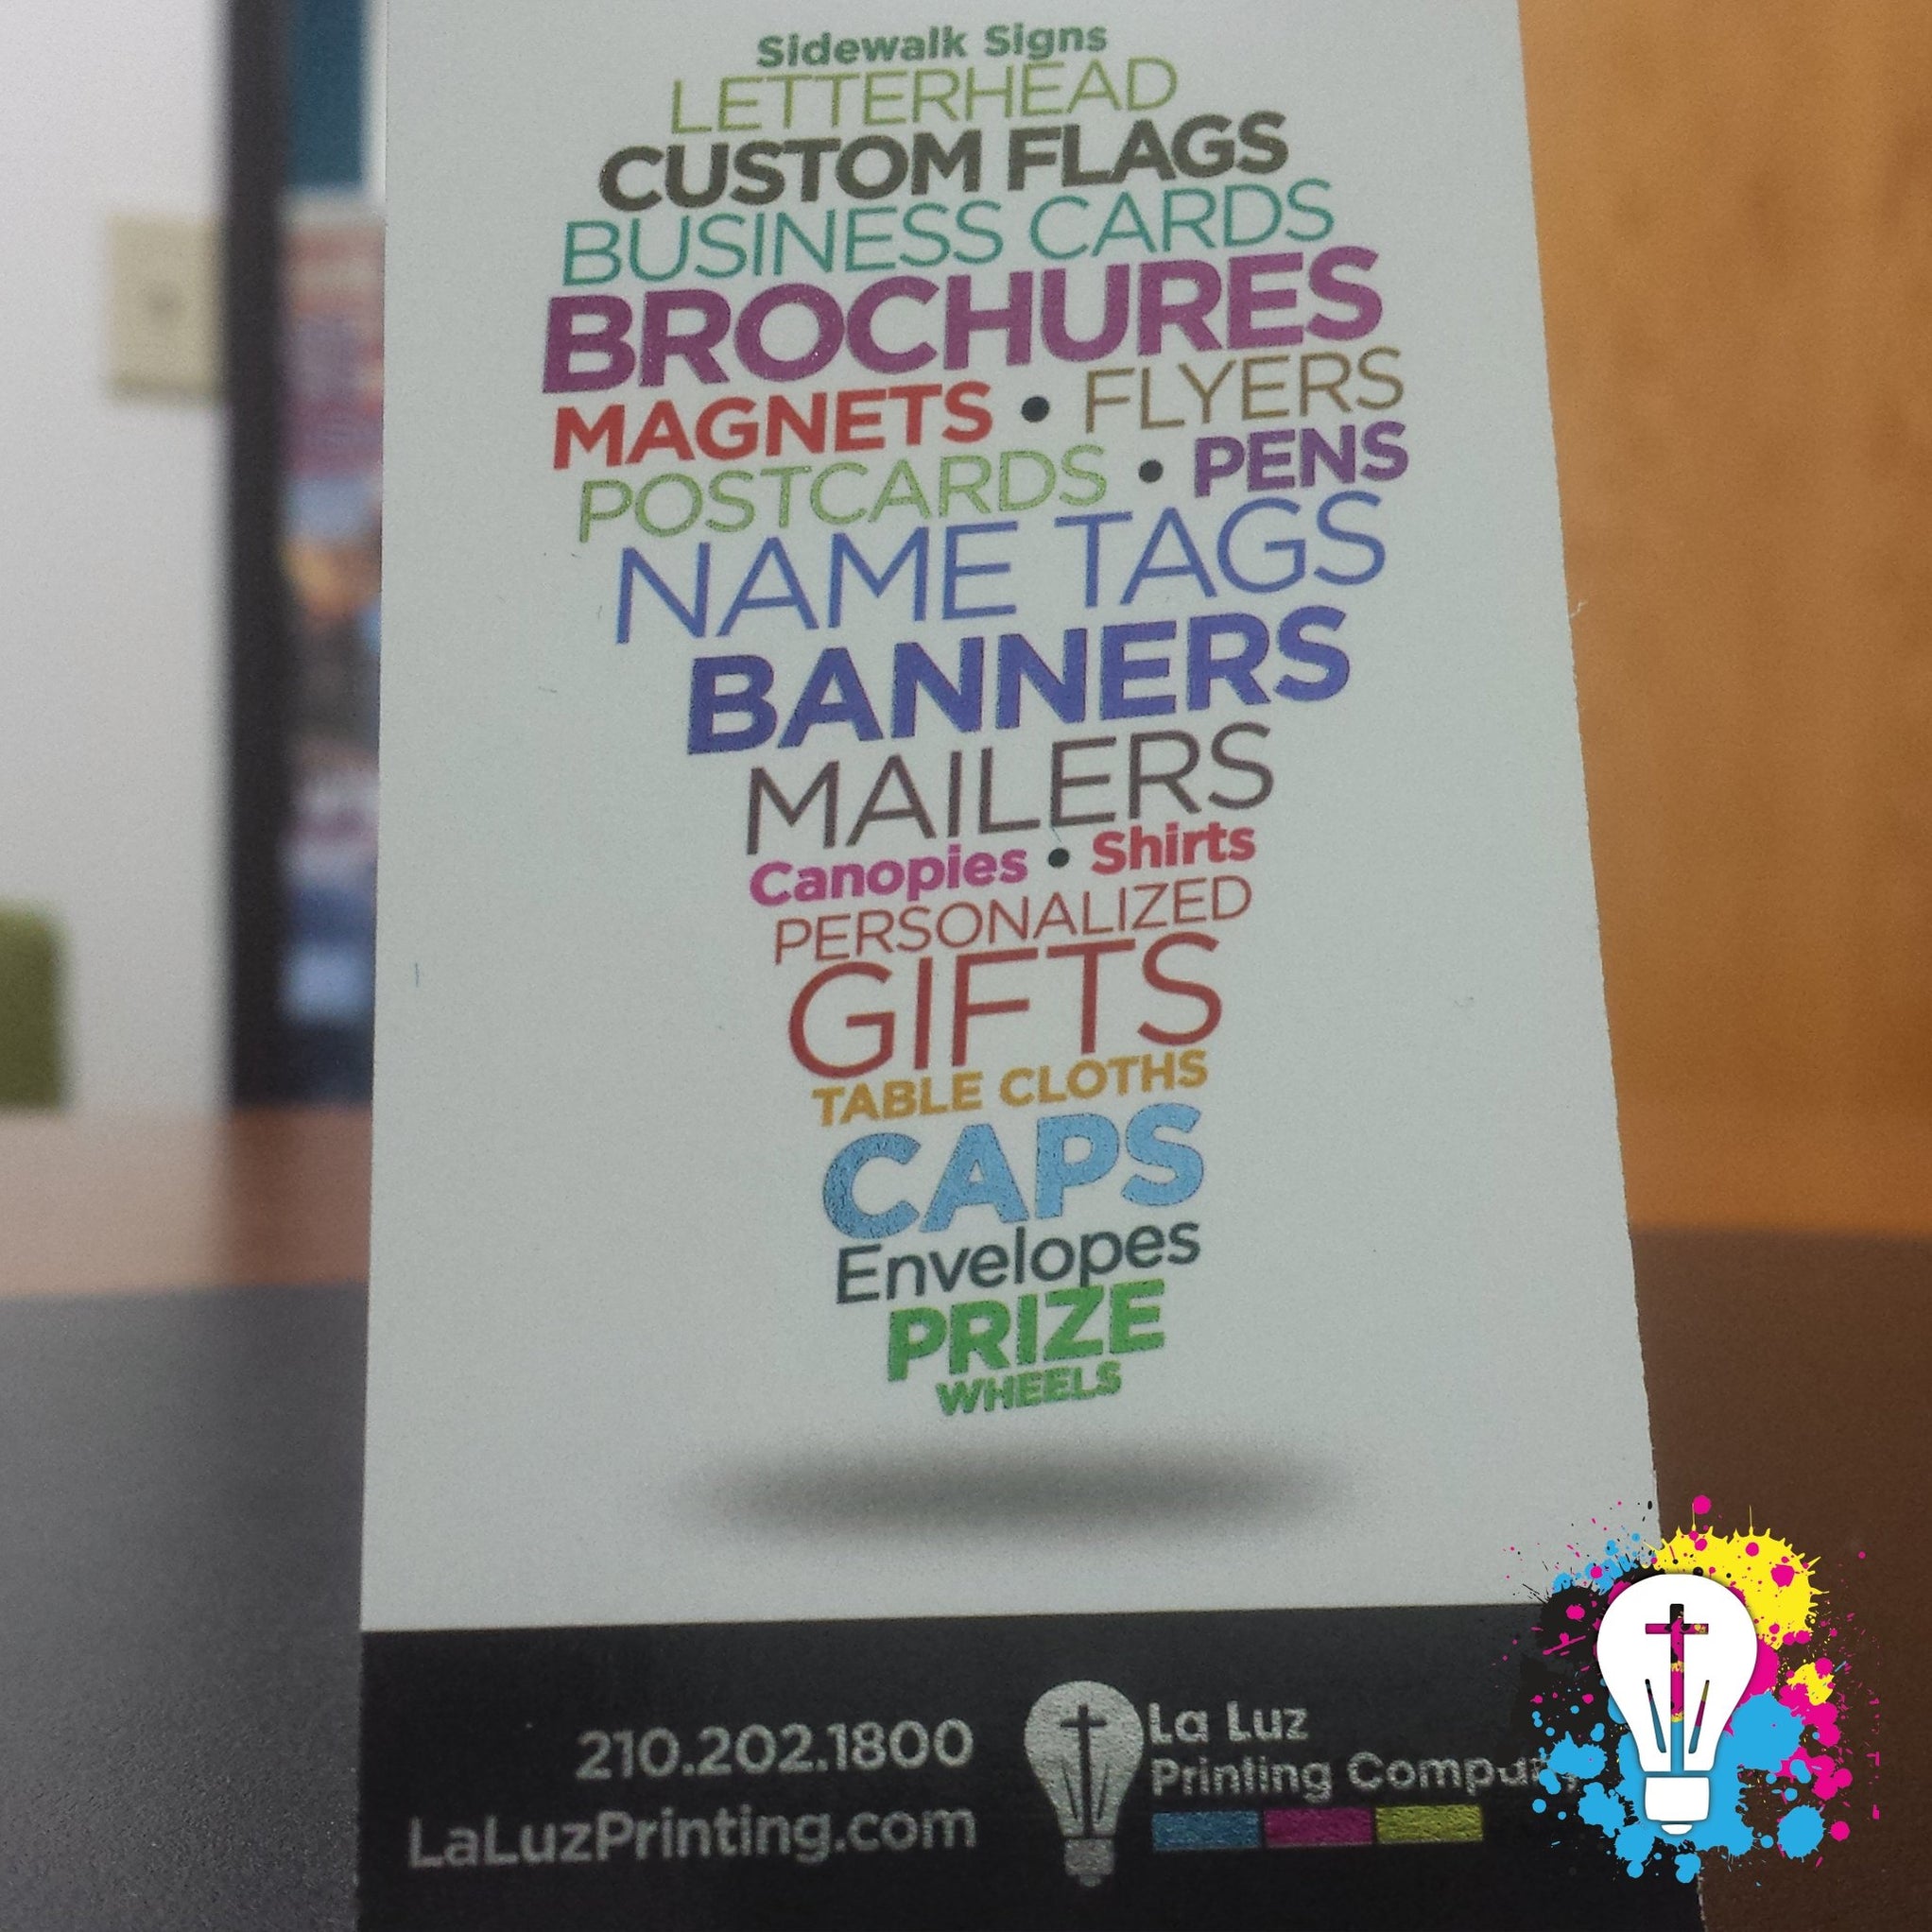 Sidewalk Signs
LETTERHEAD
CUSTOM FLAGS
BUSINESS CARDS
BROCHURES
MAGNETS • FLYERS
POSTCARDS • PENS
NAME TAGS
BANNERS
MAILERS
Canopies • Shirts
PERSONALIZED
GIFTS
TABLE CLOTHS
CAPS
Envelopes
PRIZE
WHEELS
210.202.1800
LaLuzPrinting.com
La Luz
Printing Company